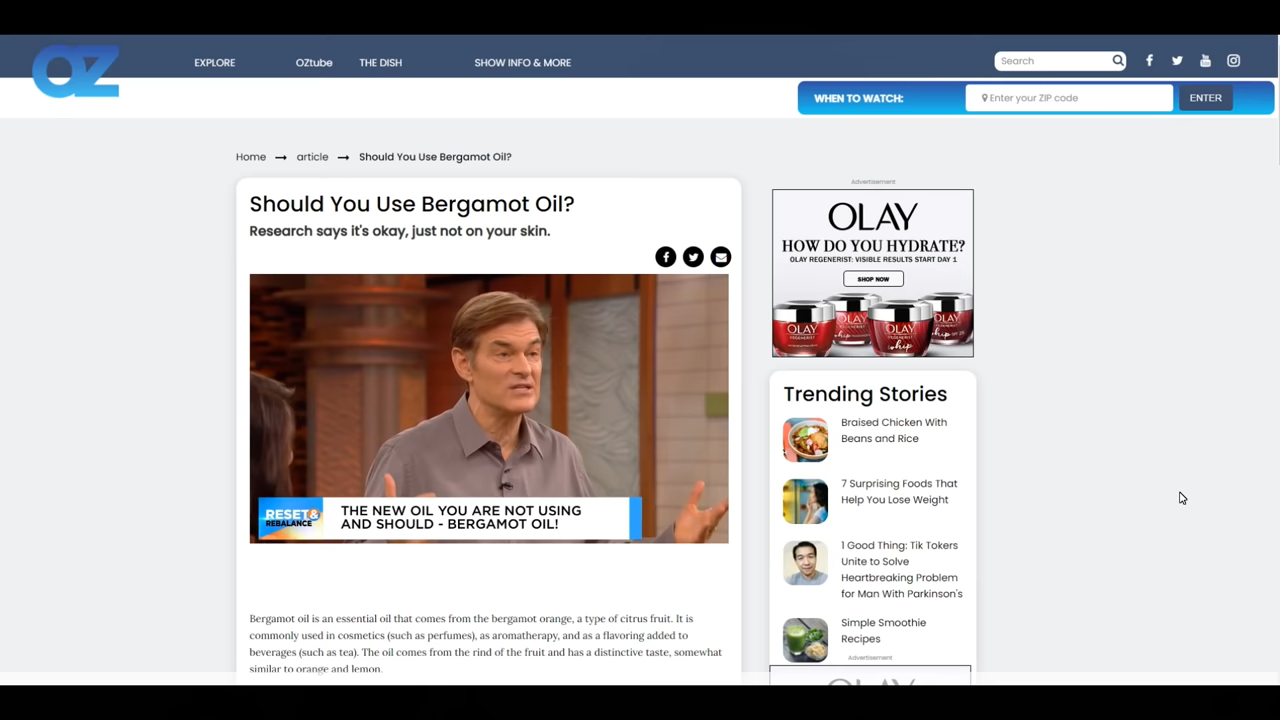 OZ
EXPLORE
OZtube
THE DISH
SHOW INFO & MORE
Search
WHEN TO WATCH:
Enter your ZIP code
ENTER
Home → article → Should You Use Bergamot Oil?
Should You Use Bergamot Oil?
Research says it's okay, just not on your skin.
RESET &
REBALANCE
THE NEW OIL YOU ARE NOT USING
AND SHOULD - BERGAMOT OIL!
Bergamot oil is an essential oil that comes from the bergamot orange, a type of citrus fruit. It is
commonly used in cosmetics (such as perfumes), as aromatherapy, and as a flavoring added to
beverages (such as tea). The oil comes from the rind of the fruit and has a distinctive taste, somewhat
similar to orange and lemon.
Advertisement
OLAY
HOW DO YOU HYDRATE?
OLAY REGENERIST: VISIBLE RESULTS START DAY 1
SHOP NOW
OLAY
OLAY
OLAY
OLAY
whip
Trending Stories
Braised Chicken With
Beans and Rice
7 Surprising Foods That
Help You Lose Weight
1 Good Thing: Tik Tokers
Unite to Solve
Heartbreaking Problem
for Man With Parkinson's
Simple Smoothie
Recipes
Advertisement
OLAY